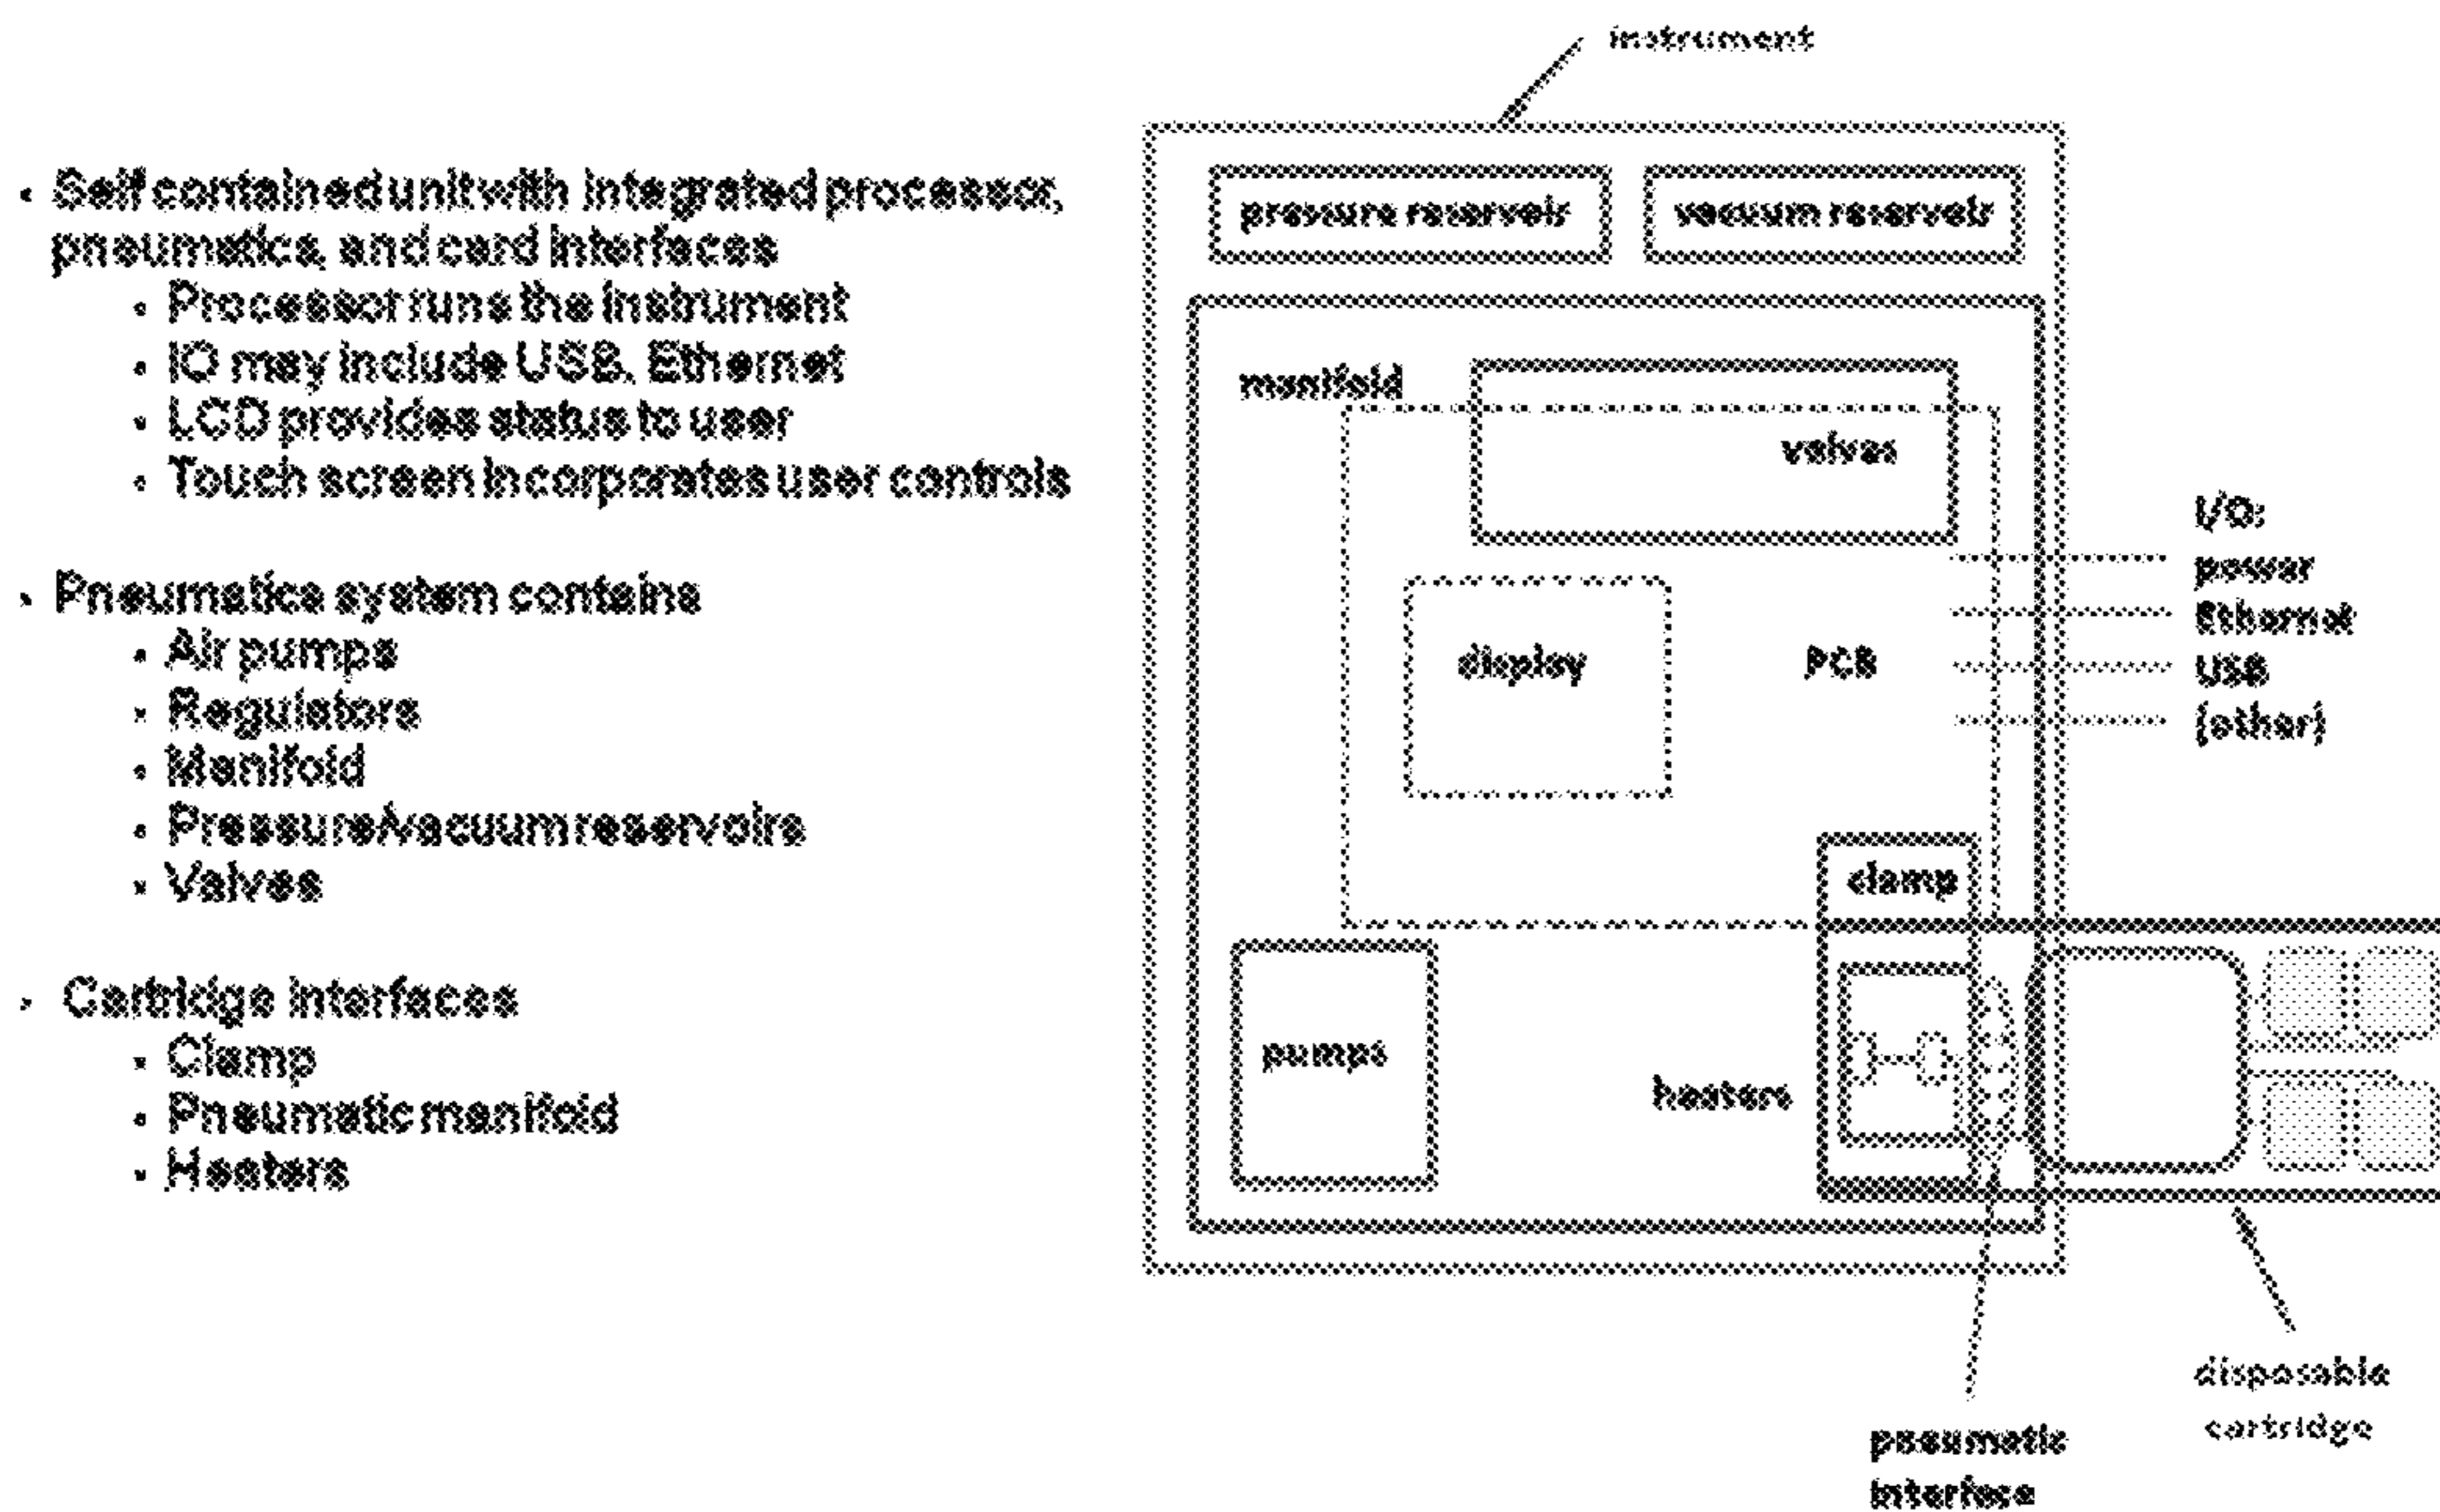 • Self contained unit with integrated processor,
pneumatics, and card interfaces
• Processor runs the instrument
• IO may include USB, Ethernet
• LCD provides status to user
• Touch screen incorporates user controls
• Pneumatics system contains
• Air pumps
• Regulators
• Manifold
• Pressure/vacuum reservoirs
• Valves
• Cartridge interfaces
• Clamp
• Pneumatic manifold
• Heaters
instrument
pressure reservoir
vacuum reservoir
manifold
valves
display
PCB
I/O:
power
Ethernet
USB
(other)
clamp
pumps
heaters
disposable
cartridge
pneumatic
interface